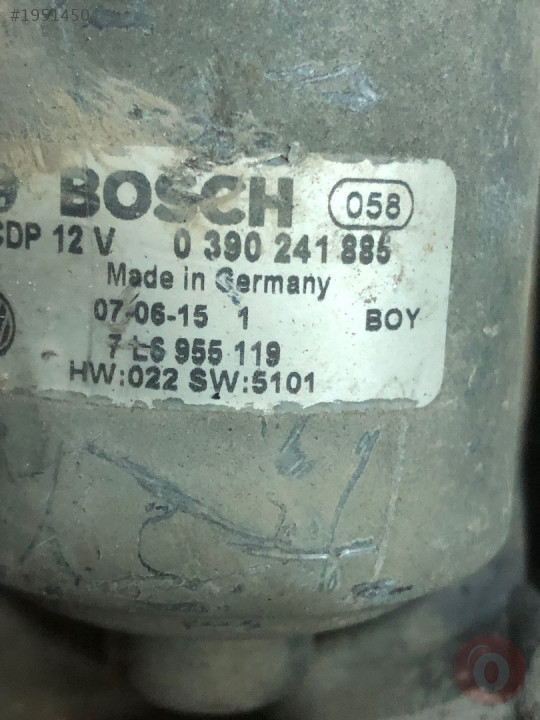 #1991450
BOSCH 058
CDP 12 V 0 390 241 885
Made in Germany
07-06-15 1 BOY
7 L6 955 119
HW:022 SW:5101